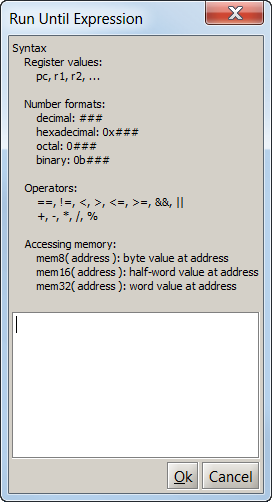 Run Until Expression
Syntax
Register values:
pc, r1, r2, ...
Number formats:
decimal: ###
hexadecimal: 0x###
octal: 0###
binary: 0b###
Operators:
==, !=, <, >, <=, >=, &&, ||
+, -, *, /, %
Accessing memory:
mem8( address ): byte value at address
mem16( address ): half-word value at address
mem32( address ): word value at address
Ok Cancel